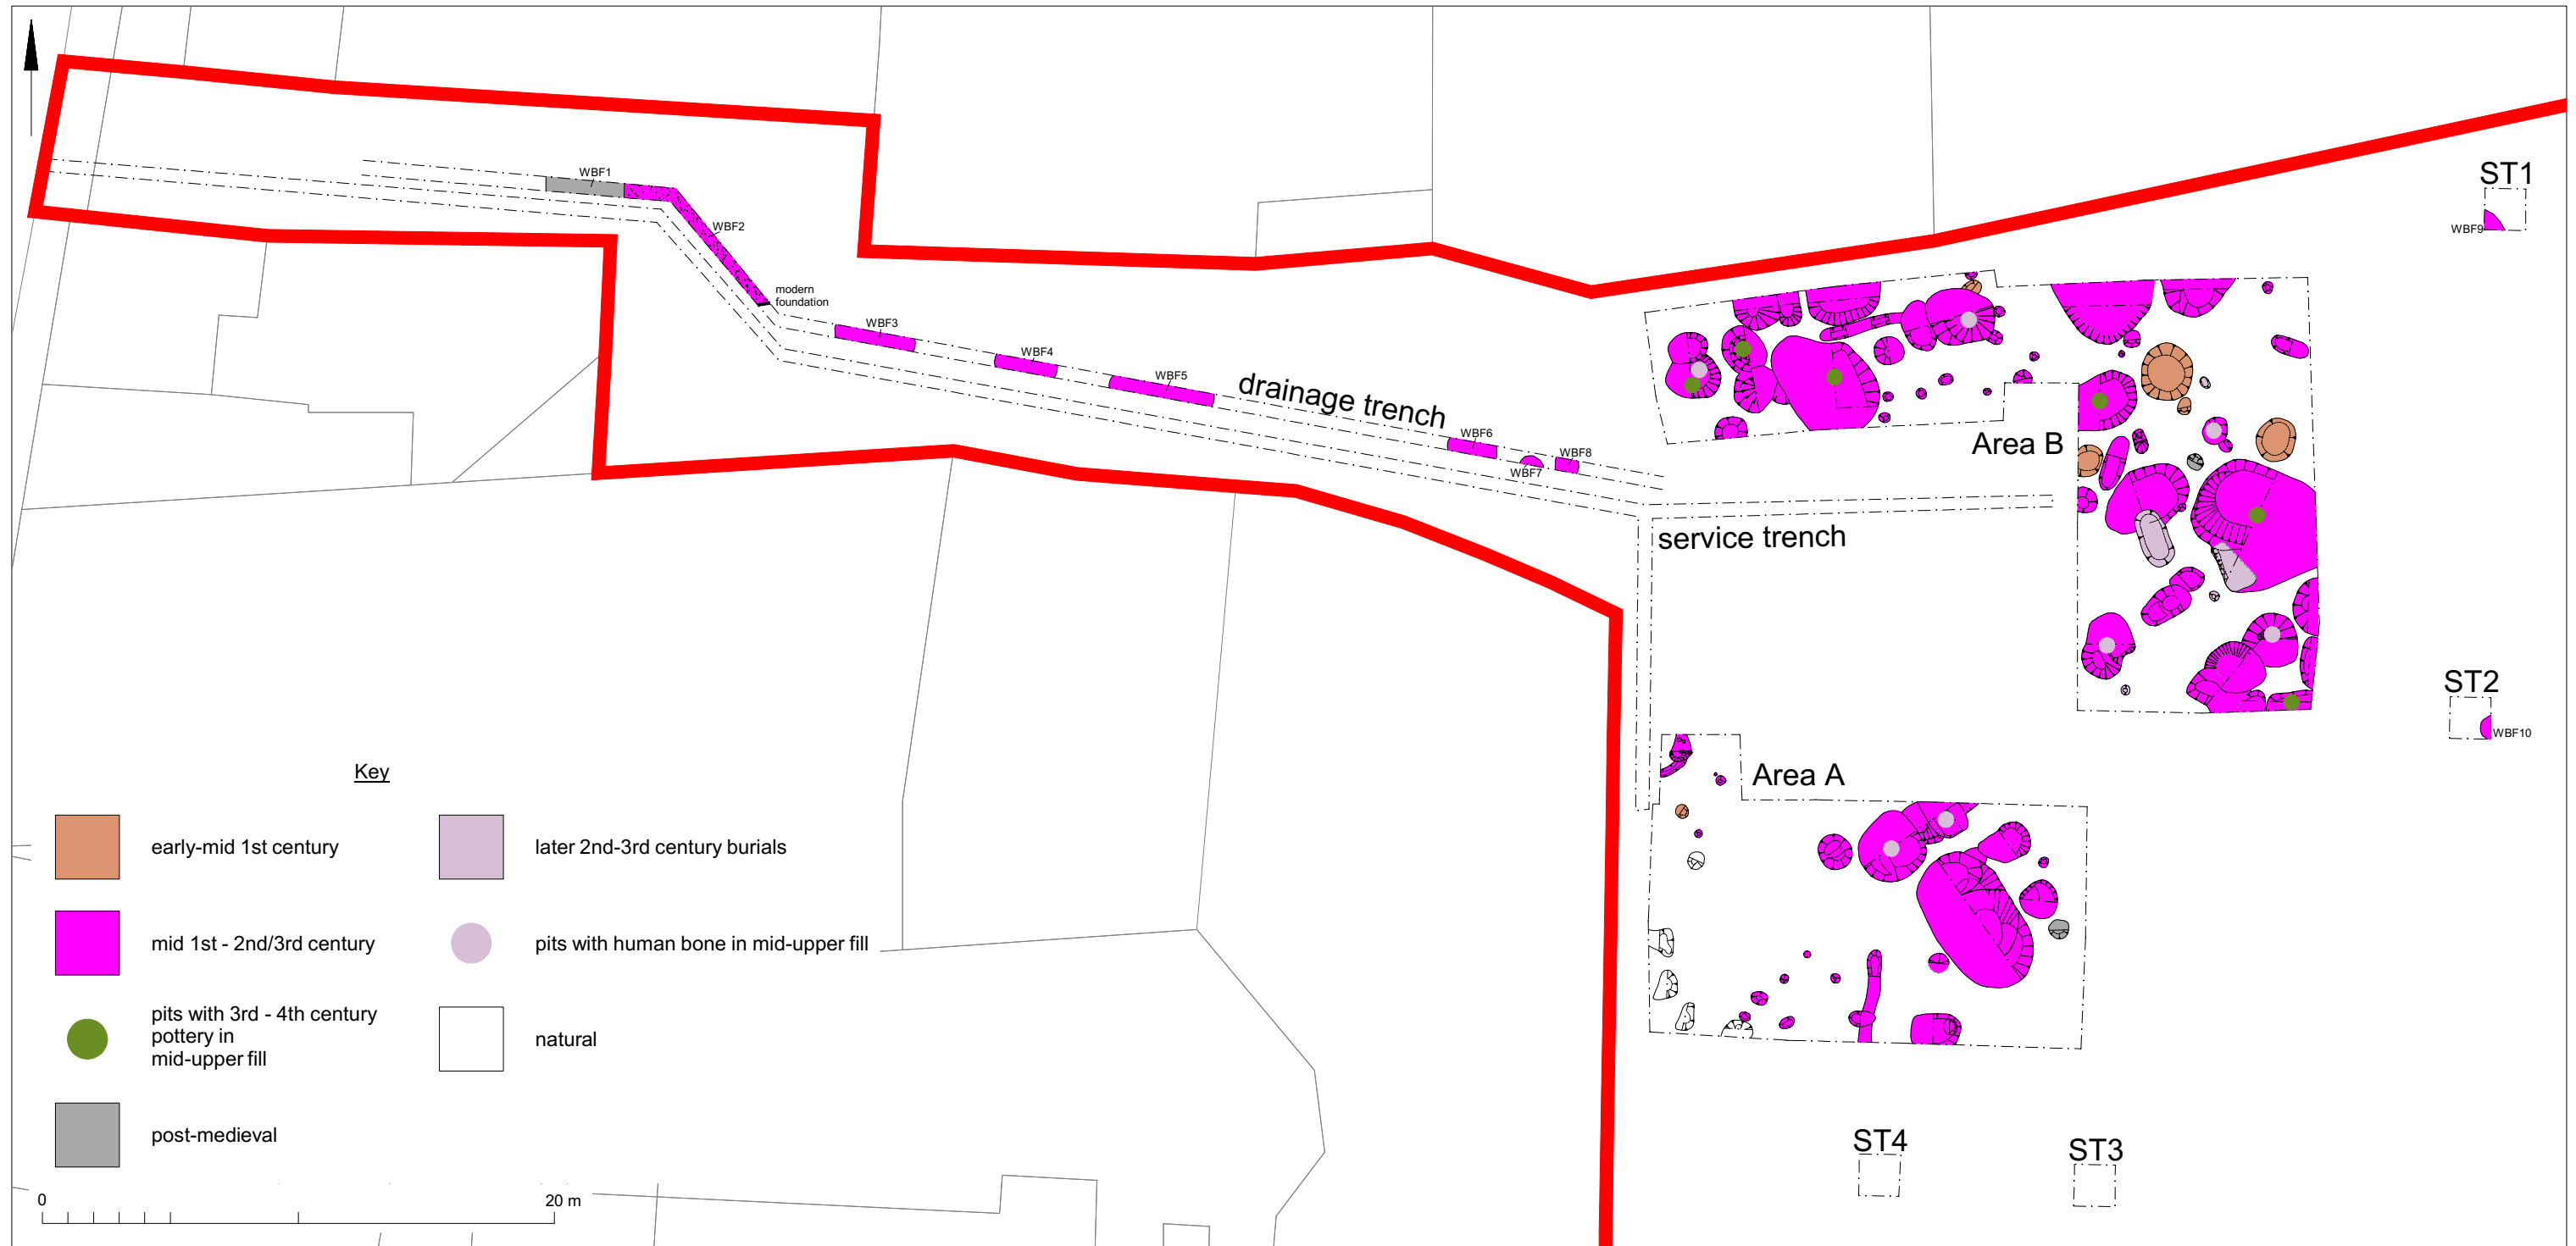 WBF1
WBF2
modern
foundation
WBF3
WBF4
WBF5
drainage trench
WBF6
WBF7
WBF8
service trench
Area B
ST1
WBF9
ST2
WBF10
Area A
ST4
ST3
Key
early-mid 1st century
mid 1st - 2nd/3rd century
pits with 3rd - 4th century
pottery in
mid-upper fill
post-medieval
later 2nd-3rd century burials
pits with human bone in mid-upper fill
natural
0
20 m